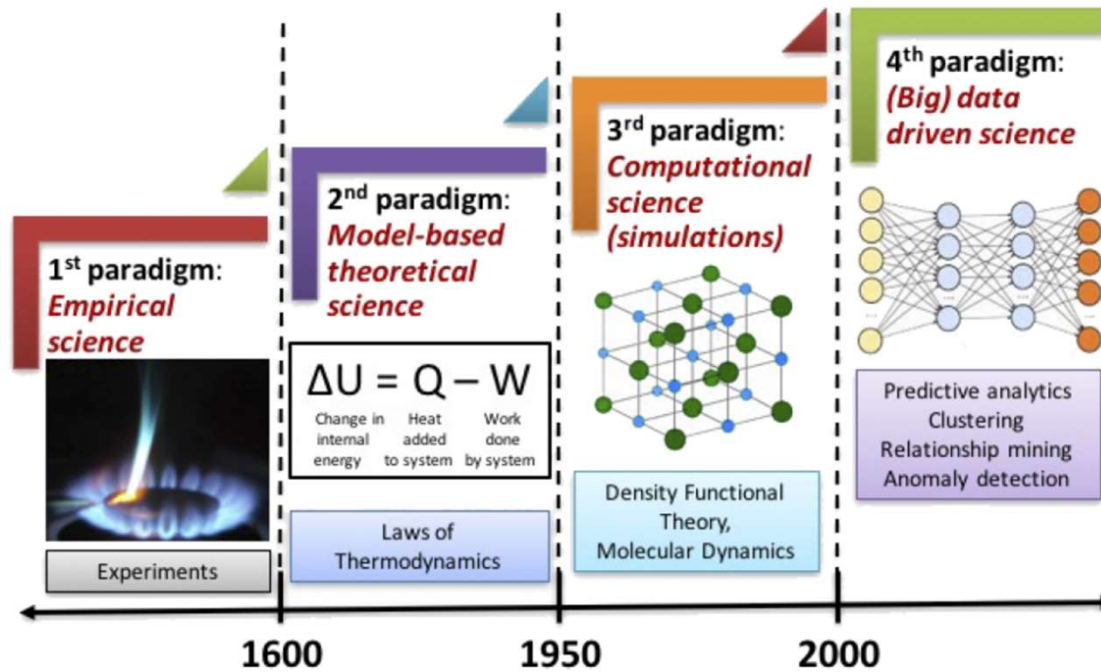 1st paradigm:
Empirical
science
Experiments
2nd paradigm:
Model-based
theoretical
science
ΔU = Q – W
Change in
internal
energy
Heat
added
to system
Work
done
by system
Laws of
Thermodynamics
3rd paradigm:
Computational
science
(simulations)
Density Functional
Theory,
Molecular Dynamics
4th paradigm:
(Big) data
driven science
....
....
....
....
Predictive analytics
Clustering
Relationship mining
Anomaly detection
1600
1950
2000